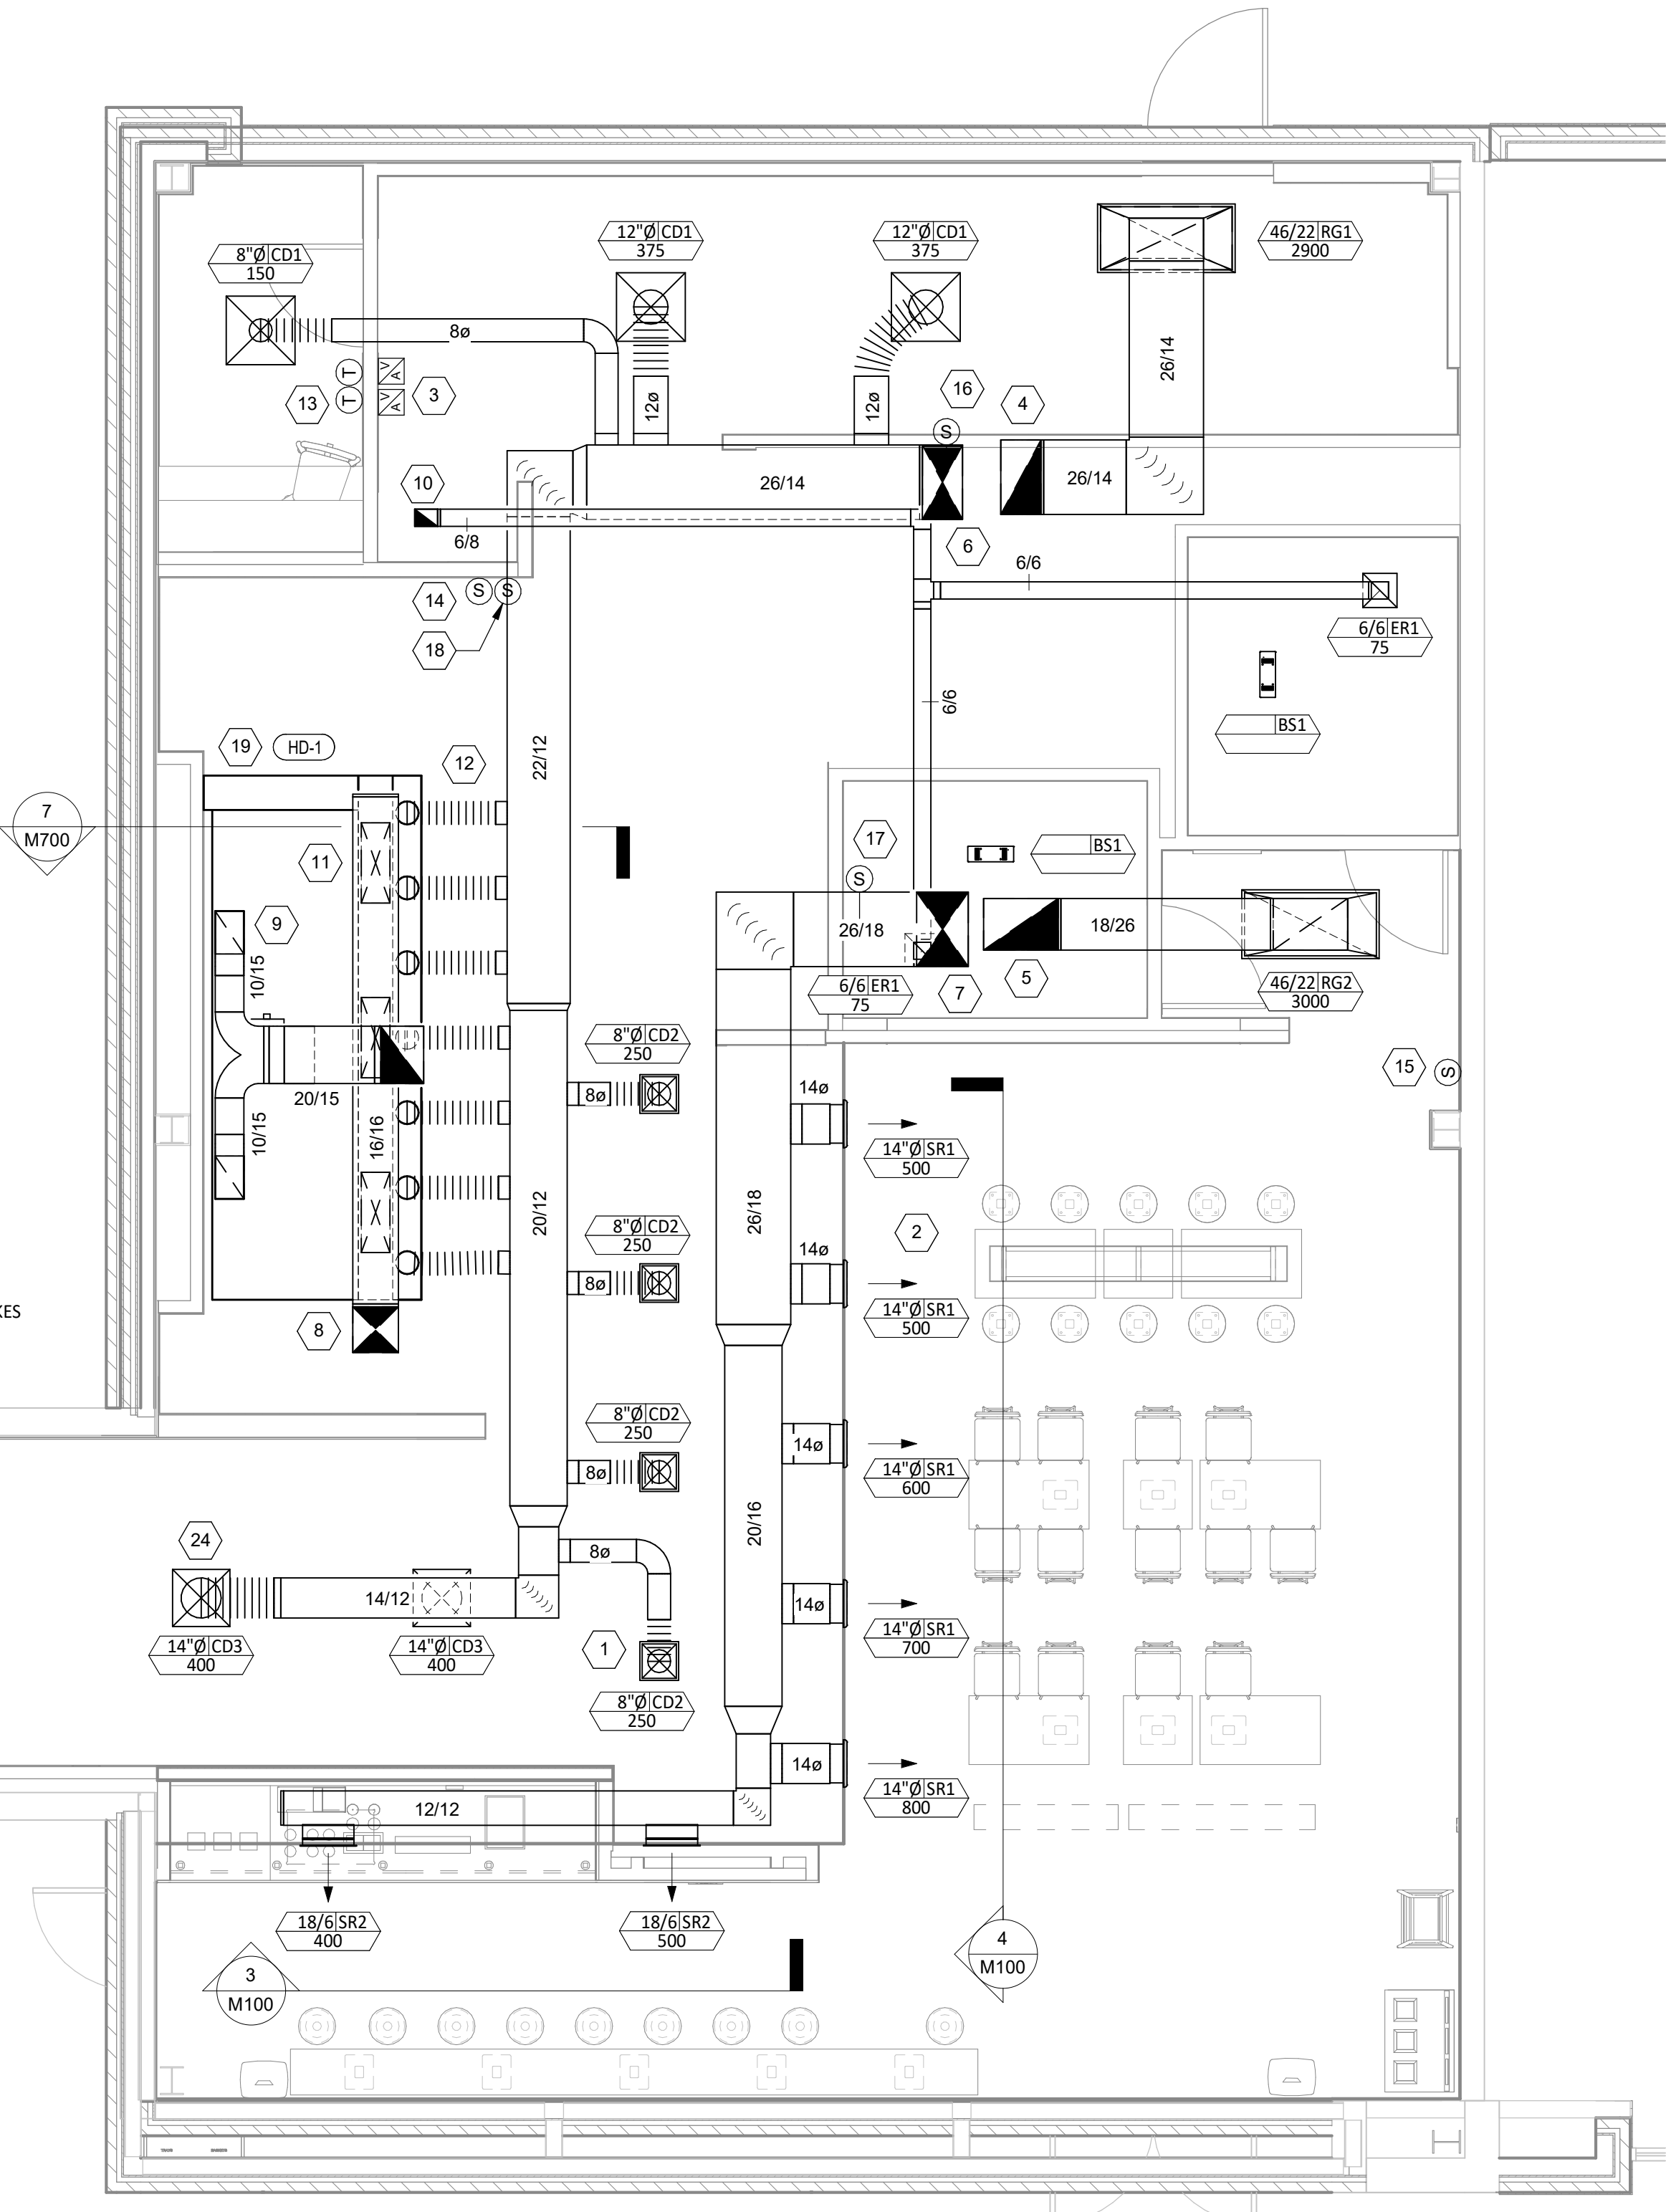 12"Ø CD1
375
12"Ø CD1
375
46/22 RG1
2900
8"Ø CD1
150
8ø
26/14
T
T
V
A
V
A
13
3
12ø
12ø
16
4
S
10
26/14
26/14
6/8
6
6/6
14
S
S
18
6/6 ER1
75
6/6
BS1
19
HD-1
12
22/12
7
M700
11
17
BS1
S
9
26/18
18/26
10/15
6/6 ER1
75
7
5
46/22 RG2
3000
8"Ø CD2
250
15
S
20/15
8ø
14ø
10/15
16/16
14"Ø SR1
500
20/12
26/18
8"Ø CD2
250
2
14ø
8ø
KES
8
14"Ø SR1
500
8"Ø CD2
250
14ø
8ø
14"Ø SR1
600
20/16
24
8ø
14/12
14ø
14"Ø CD3
400
14"Ø CD3
400
1
14"Ø SR1
700
8"Ø CD2
250
14ø
12/12
14"Ø SR1
800
18/6 SR2
400
18/6 SR2
500
4
M100
3
M100